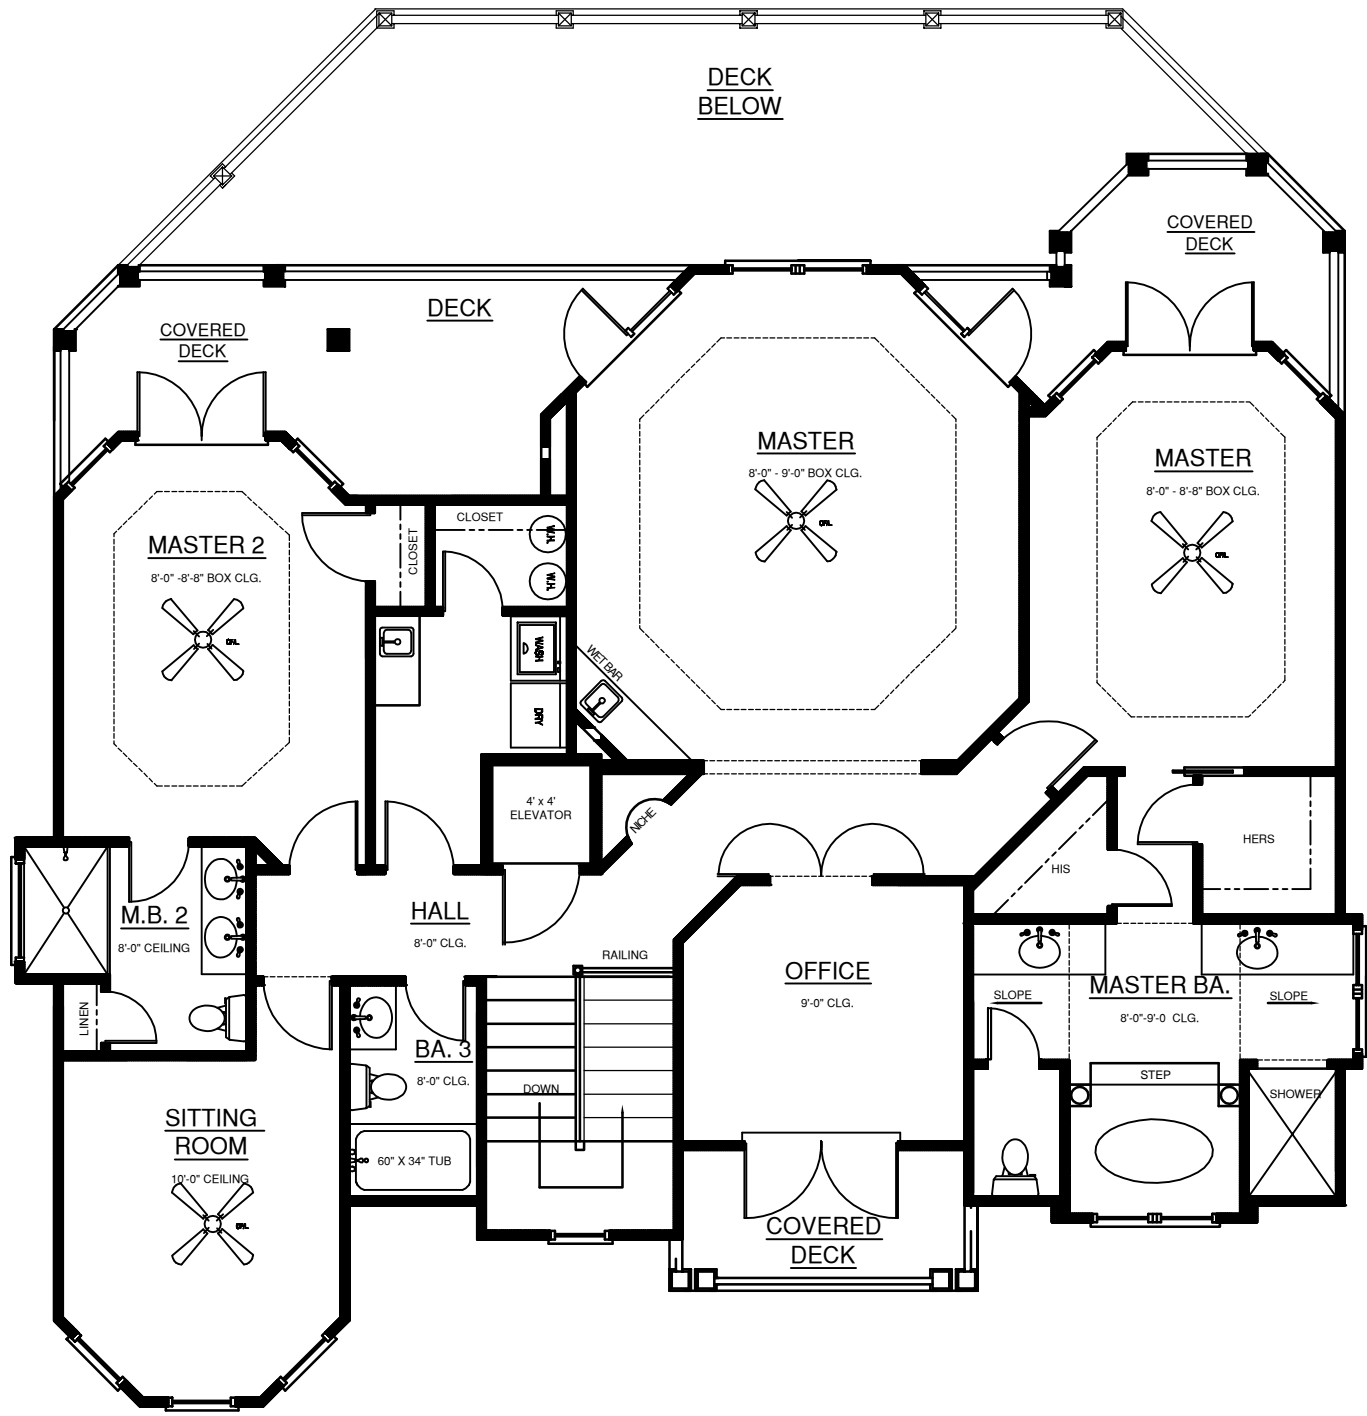 DECK
BELOW
COVERED
DECK
DECK
COVERED
DECK
MASTER
8'-0" - 9'-0" BOX CLG.
MASTER
8'-0" - 8'-8" BOX CLG.
CLOSET
CLOSET
W.H.
W.H.
MASTER 2
8'-0" -8'-8" BOX CLG.
WASH
DRY
WET BAR
4' x 4'
ELEVATOR
NICHE
HERS
HIS
M.B. 2
8'-0" CEILING
HALL
8'-0" CLG.
RAILING
OFFICE
9'-0" CLG.
MASTER BA.
8'-0"-9'-0 CLG.
SLOPE
SLOPE
LINEN
BA. 3
8'-0" CLG.
DOWN
STEP
SHOWER
SITTING
ROOM
10'-0" CEILING
60" X 34" TUB
COVERED
DECK